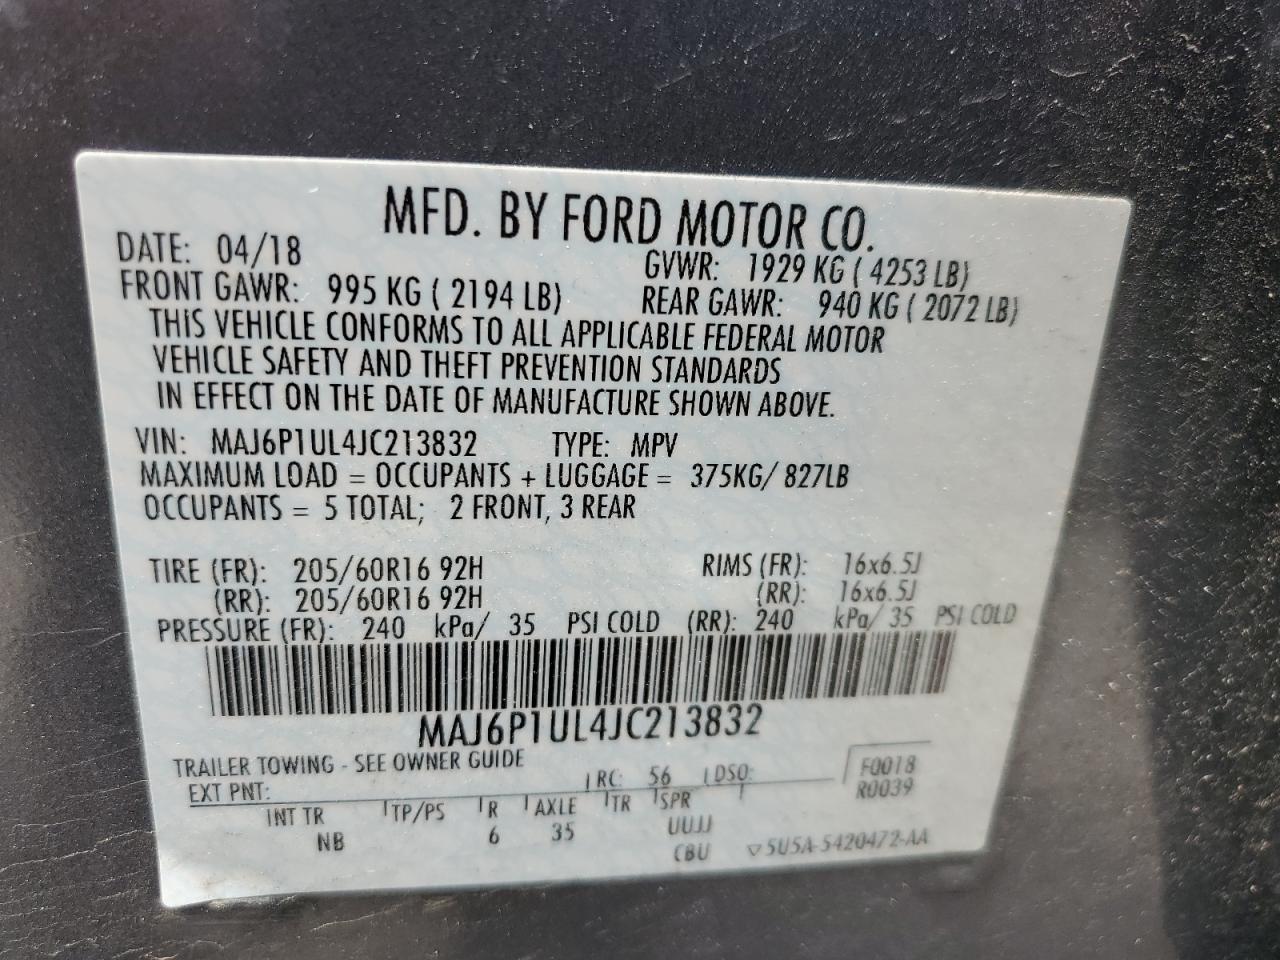 MFD. BY FORD MOTOR CO.
DATE: 04/18 GVWR: 1929 KG ( 4253 LB)
FRONT GAWR: 995 KG ( 2194 LB) REAR GAWR: 940 KG ( 2072 LB)
THIS VEHICLE CONFORMS TO ALL APPLICABLE FEDERAL MOTOR
VEHICLE SAFETY AND THEFT PREVENTION STANDARDS
IN EFFECT ON THE DATE OF MANUFACTURE SHOWN ABOVE.
VIN: MAJ6P1UL4JC213832 TYPE: MPV
MAXIMUM LOAD = OCCUPANTS + LUGGAGE = 375KG/ 827LB
OCCUPANTS = 5 TOTAL; 2 FRONT, 3 REAR
TIRE (FR): 205/60R16 92H RIMS (FR): 16x6.5J
(RR): 205/60R16 92H (RR): 16x6.5J
PRESSURE (FR): 240 kPa/ 35 PSI COLD (RR): 240 kPa/ 35 PSI COLD
MAJ6P1UL4JC213832
TRAILER TOWING - SEE OWNER GUIDE
EXT PNT: RC: 56 DSO: F0018
R0039
INT TR TP/PS R AXLE TR SPR
NB 6 35 UUJJ
CBU ▽5U5A-5420472-AA